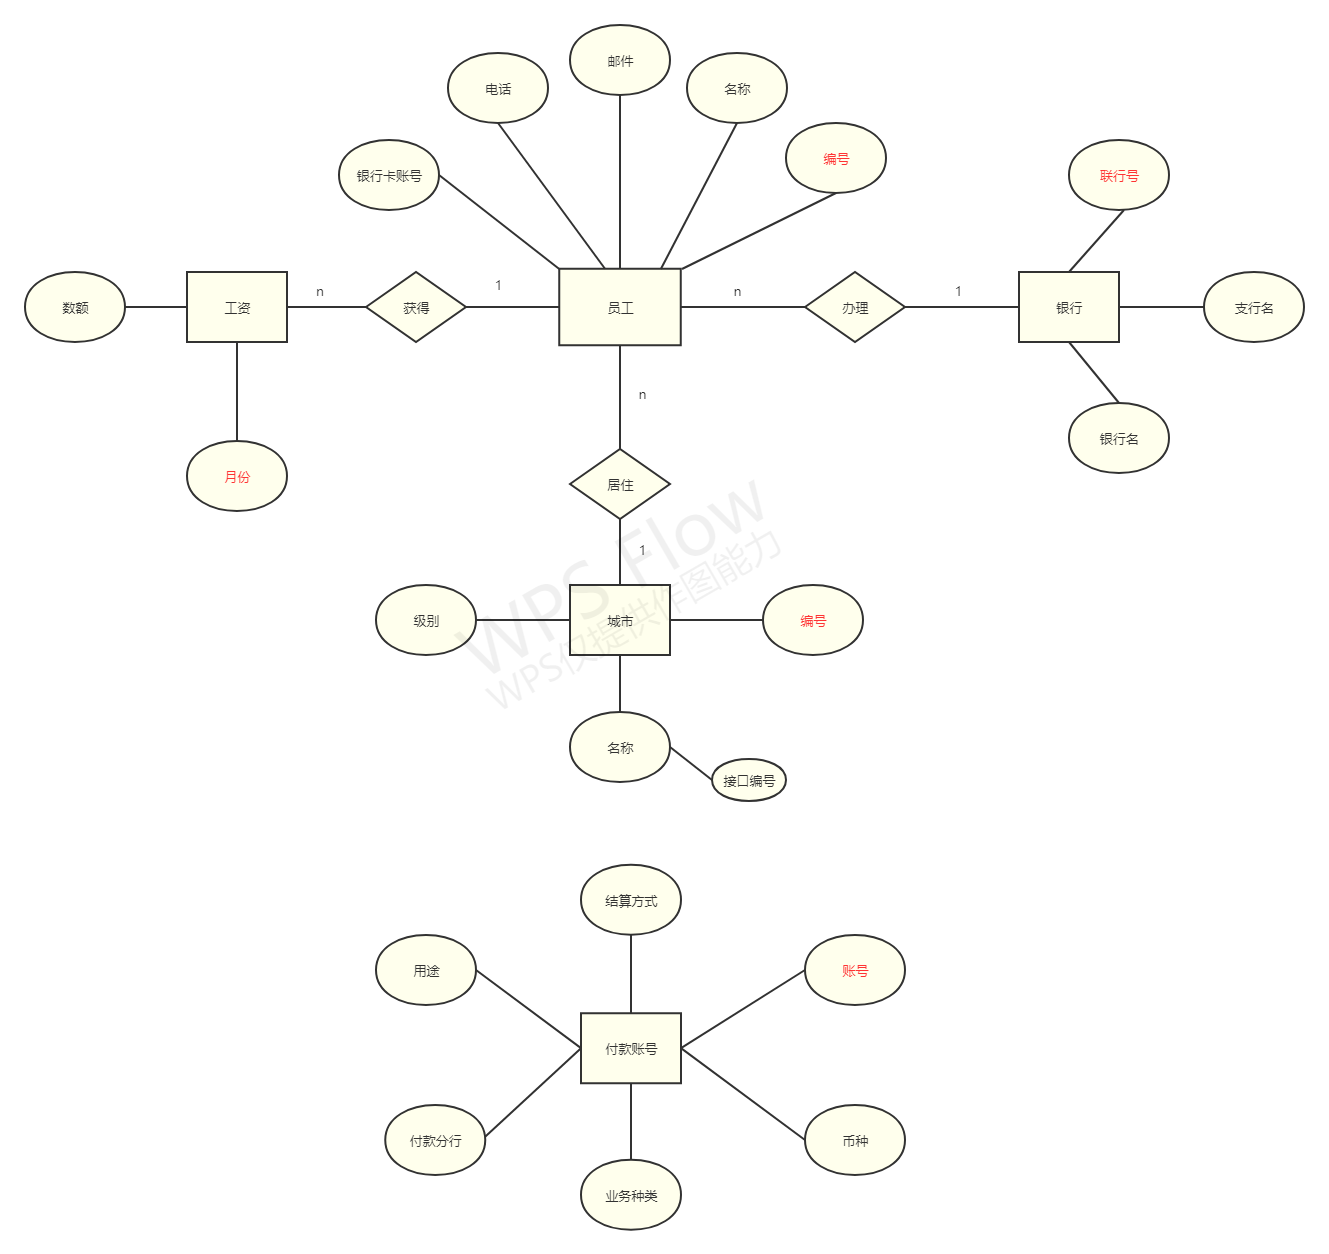 邮件
电话
名称
编号
银行卡账号
联行号
数额
工资
n
获得
1
员工
n
办理
1
银行
支行名
n
银行名
月份
居住
1
级别
城市
编号
名称
接口编号
WPS Flow
WPS仅提供作图能力
结算方式
用途
账号
付款账号
付款分行
币种
业务种类